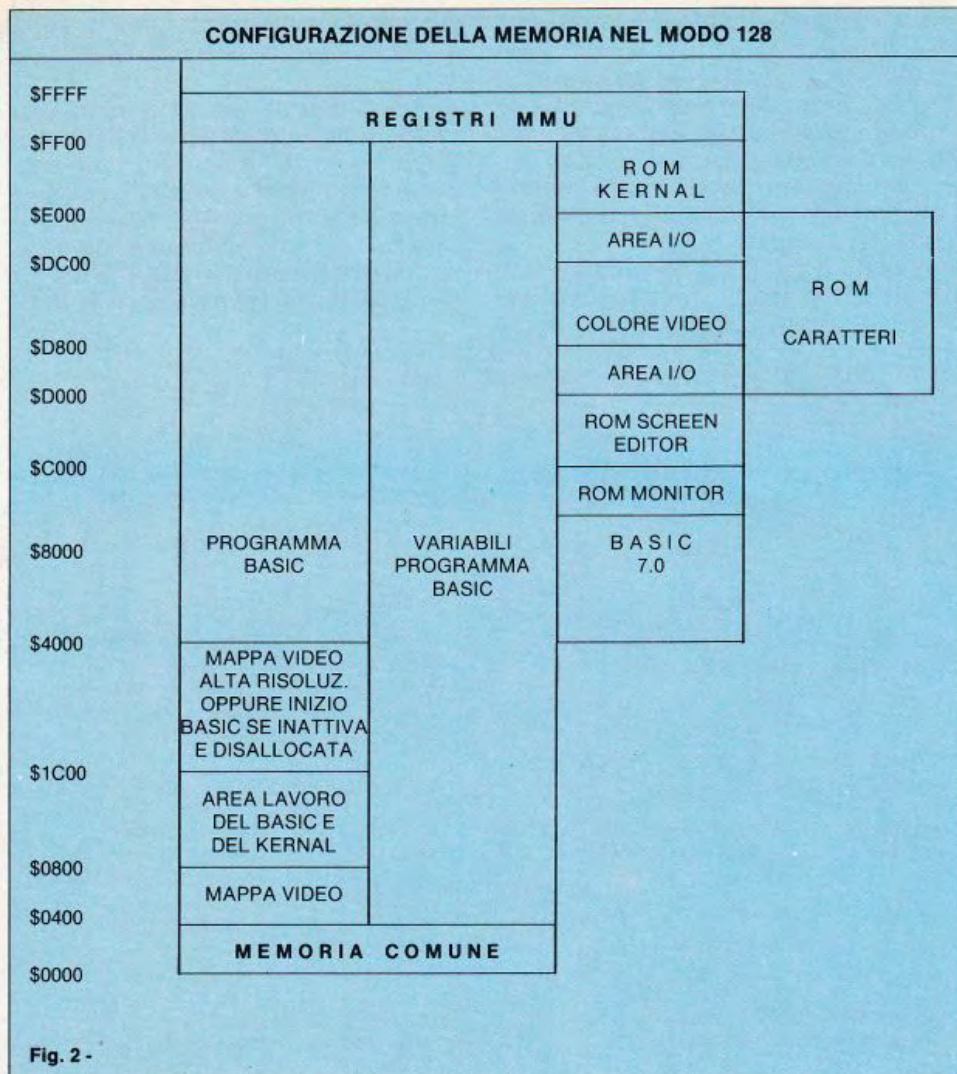 CONFIGURAZIONE DELLA MEMORIA NEL MODO 128
$FFFF
REGISTRI MMU
$FF00
ROM
KERNAL
$E000
AREA I/O
$DC00
ROM
CARATTERI
COLORE VIDEO
$D800
AREA I/O
$D000
ROM SCREEN
EDITOR
$C000
ROM MONITOR
$8000
PROGRAMMA
BASIC
VARIABILI
PROGRAMMA
BASIC
BASIC
7.0
$4000
MAPPA VIDEO
ALTA RISOLUZ.
OPPURE INIZIO
BASIC SE INATTIVA
E DISALLOCATA
$1C00
AREA LAVORO
DEL BASIC E
DEL KERNAL
$0800
MAPPA VIDEO
$0400
MEMORIA COMUNE
$0000
Fig. 2 -